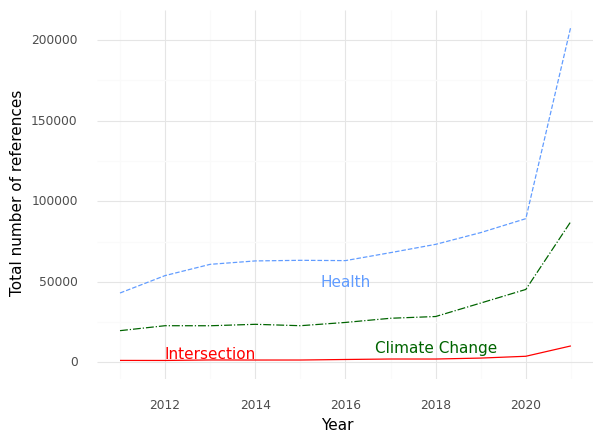 200000
150000
100000
50000
0
Total number of references
Health
Climate Change
Intersection
2012 2014 2016 2018 2020
Year